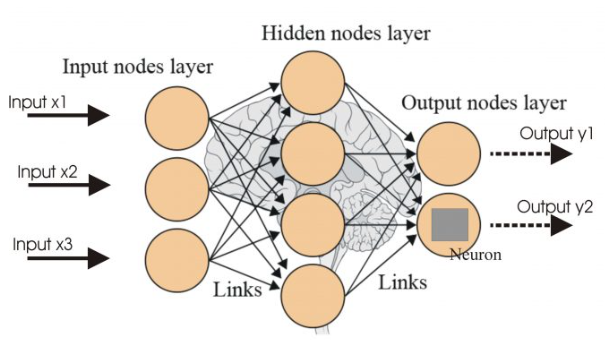 Hidden nodes layer
Input nodes layer
Output nodes layer
Input x1
Input x2
Input x3
Output y1
Output y2
Neuron
Links
Links